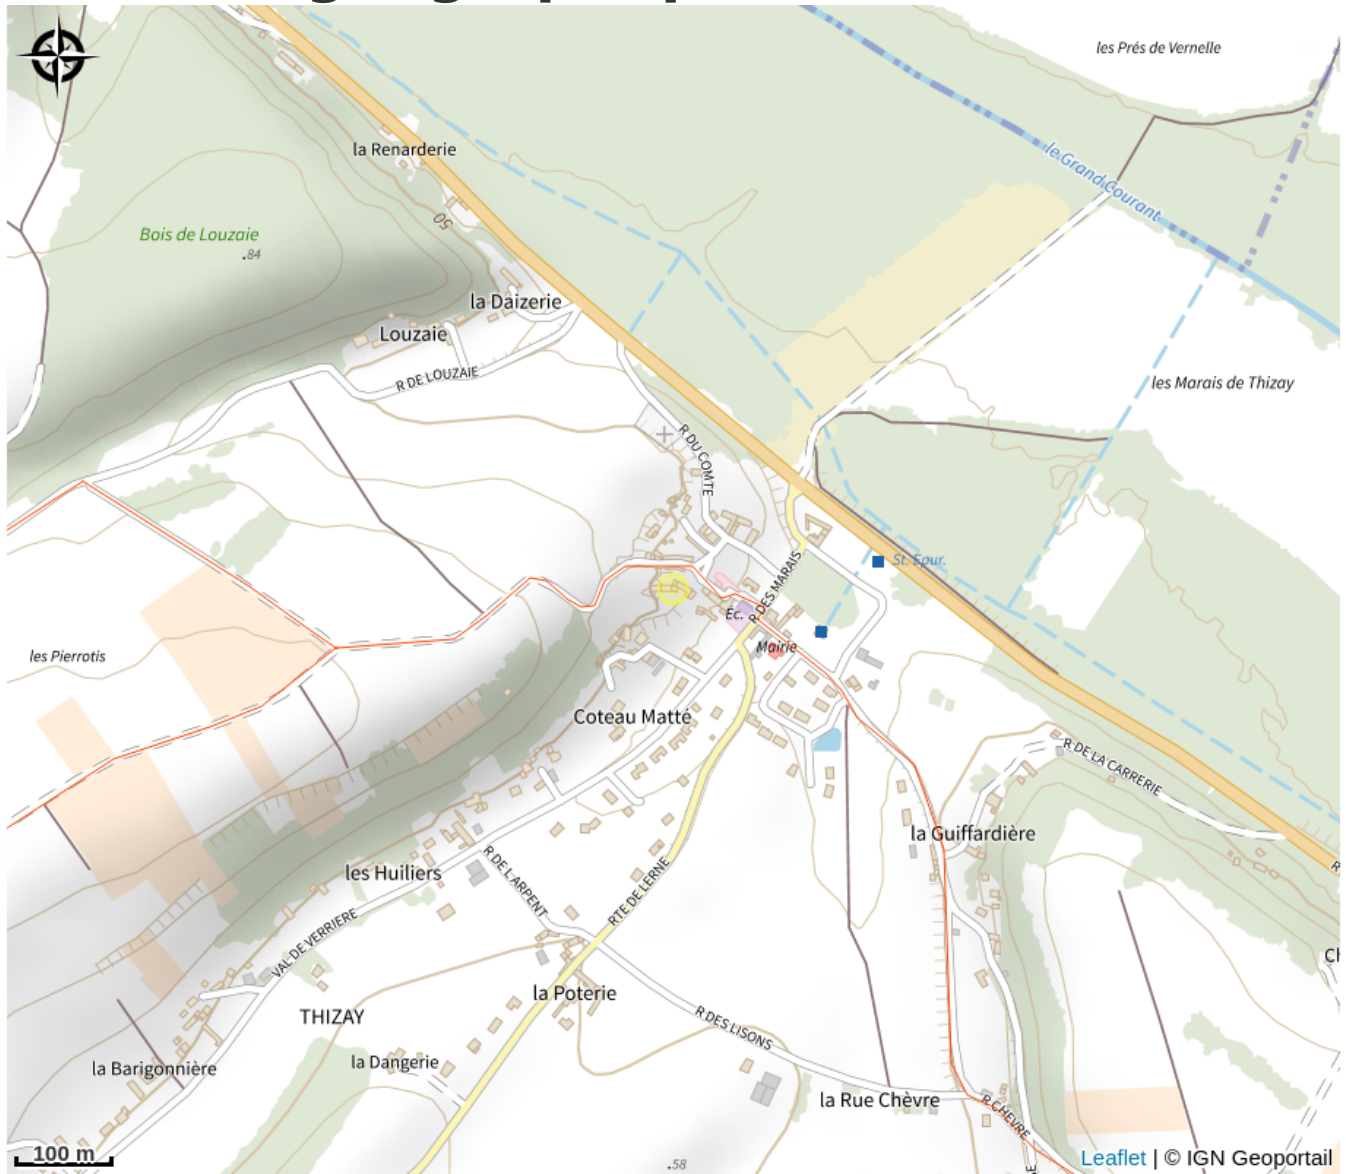 les Prés de Vernelle
la Renarderie
le Grand Courant
50
Bois de Louzaie
.84
la Daizerie
Louzaie
R DE LOUZAIE
les Marais de Thizay
R DU COMTE
St. Epur.
R DES MARAIS
Ec.
Mairie
les Pierrotis
Coteau Matté
R DE LA CARRERIE
la Guiffardière
les Huiliers
R DE L ARPENT
RTE DE LERNE
VAL DE VERRIERE
la Poterie
THIZAY
R DES LISONS
la Dangerie
la Barigonnière
la Rue Chèvre
R CHEVRE
100 m
.58
Leaflet | © IGN Geoportail